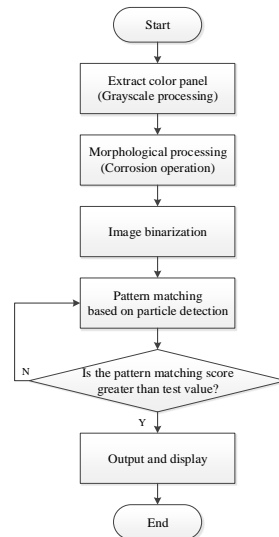 Start
Extract color panel
(Grayscale processing)
Morphological processing
(Corrosion operation)
Image binarization
Pattern matching
based on particle detection
Is the pattern matching score
greater than test value?
N
Y
Output and display
End